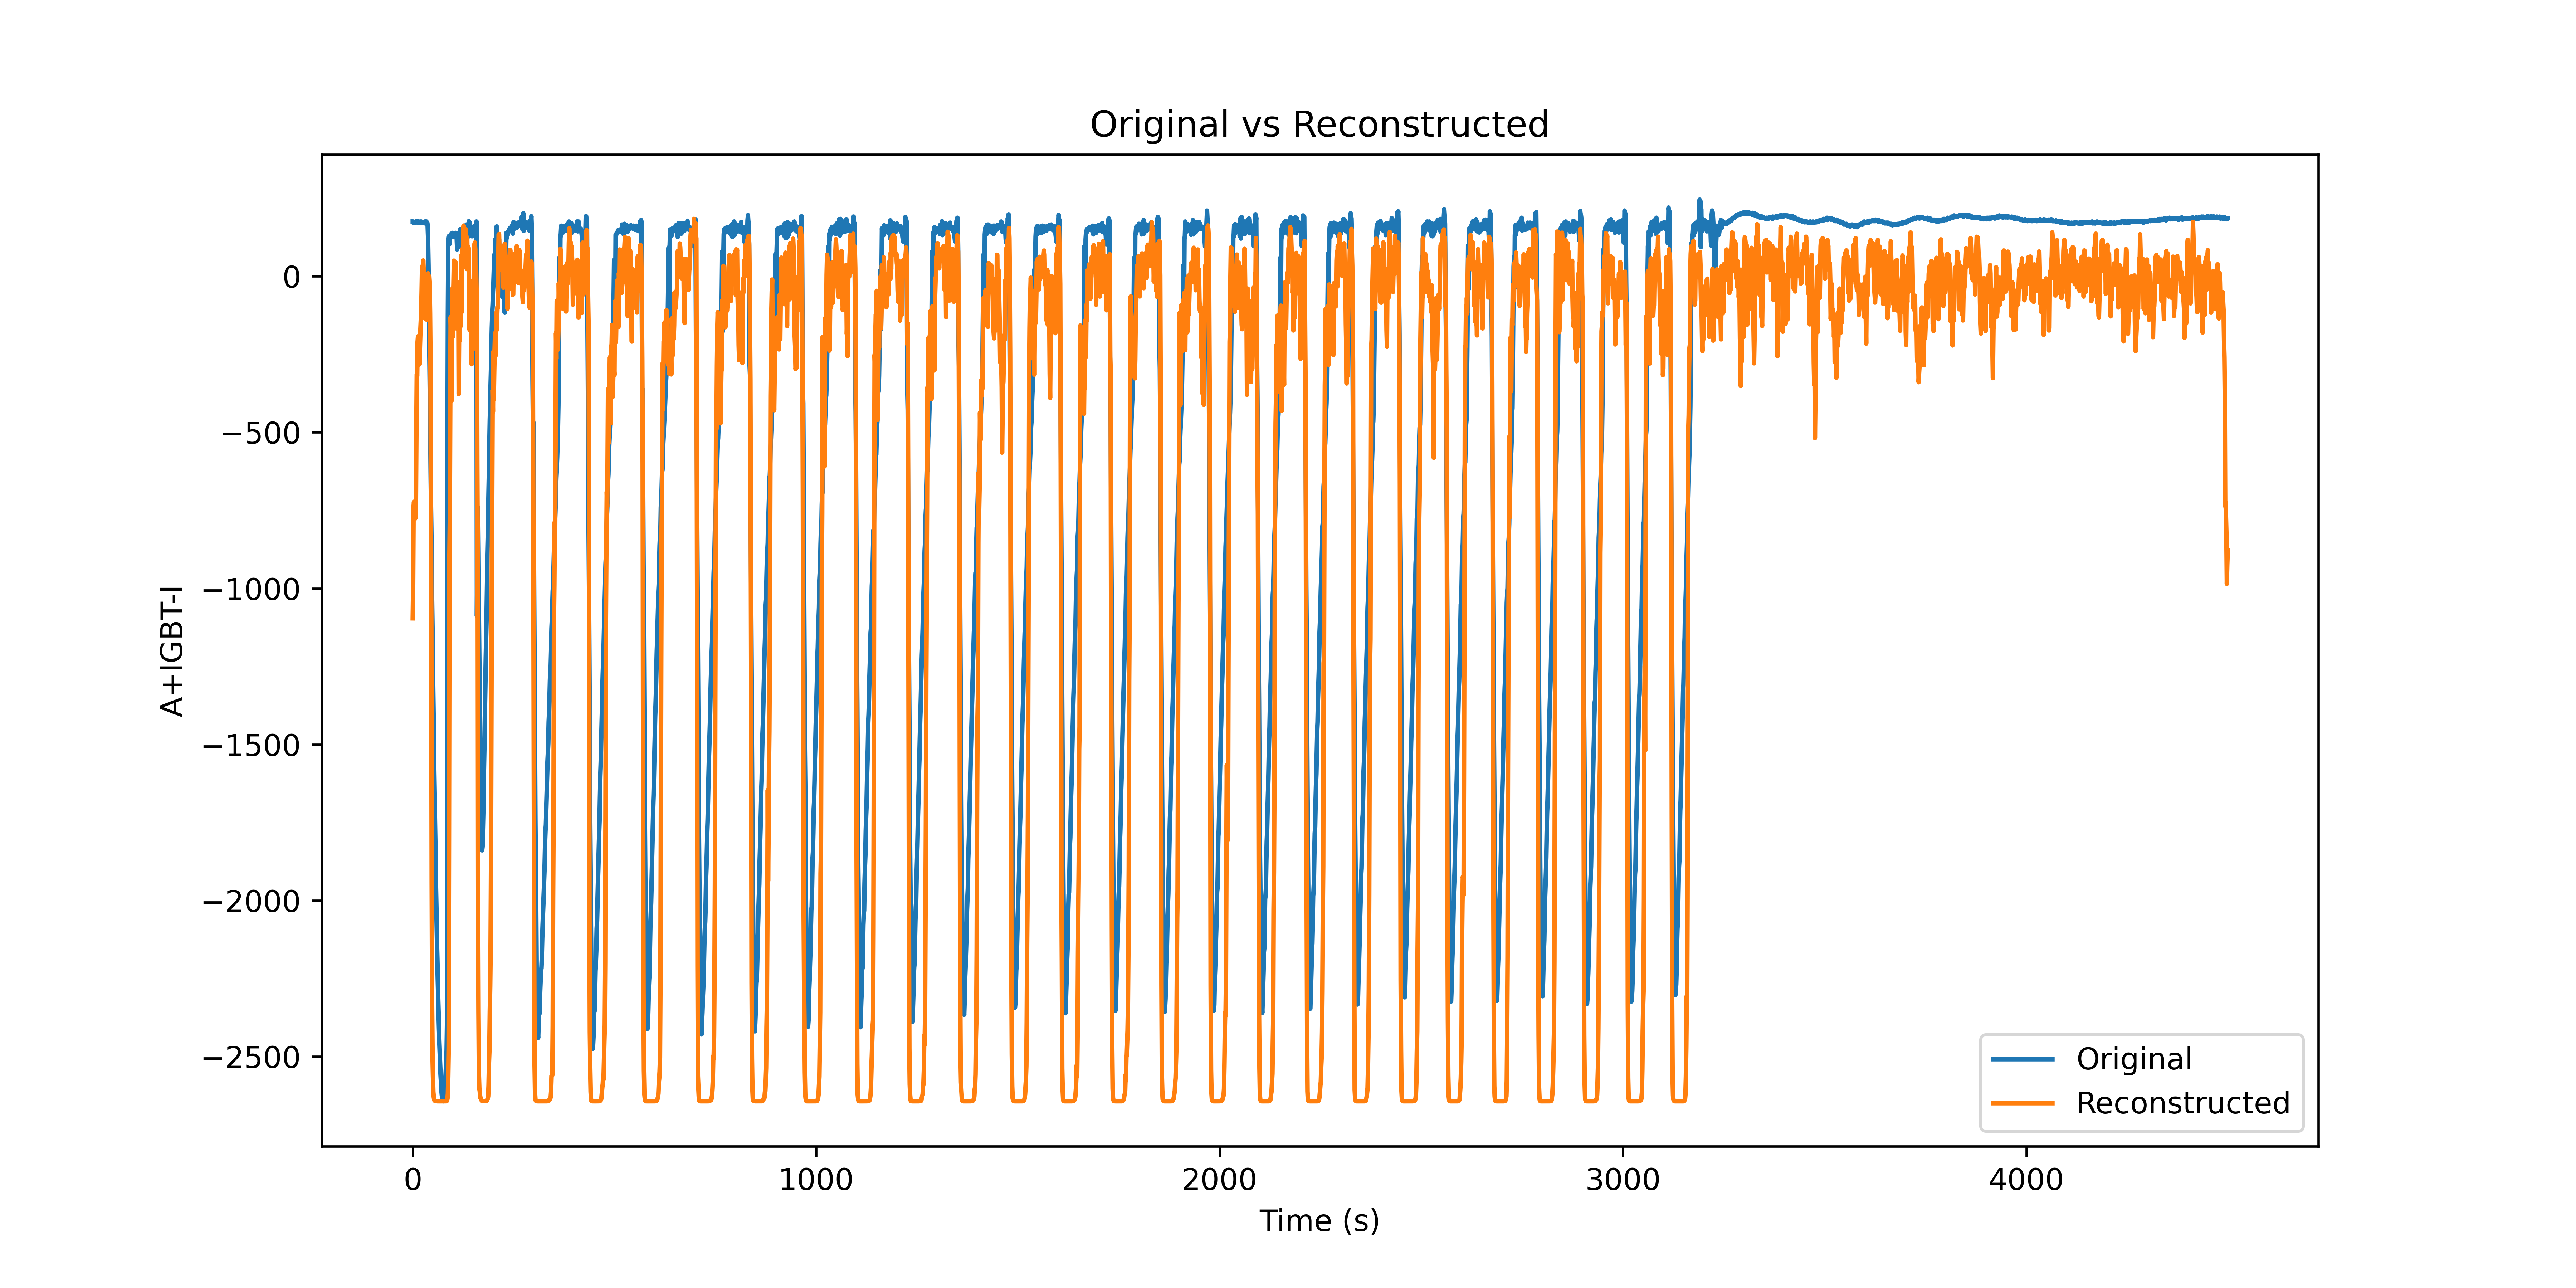 Original vs Reconstructed
A+IGBT-I
0
−500
−1000
−1500
−2000
−2500
0
1000
2000
3000
4000
Time (s)
Original
Reconstructed